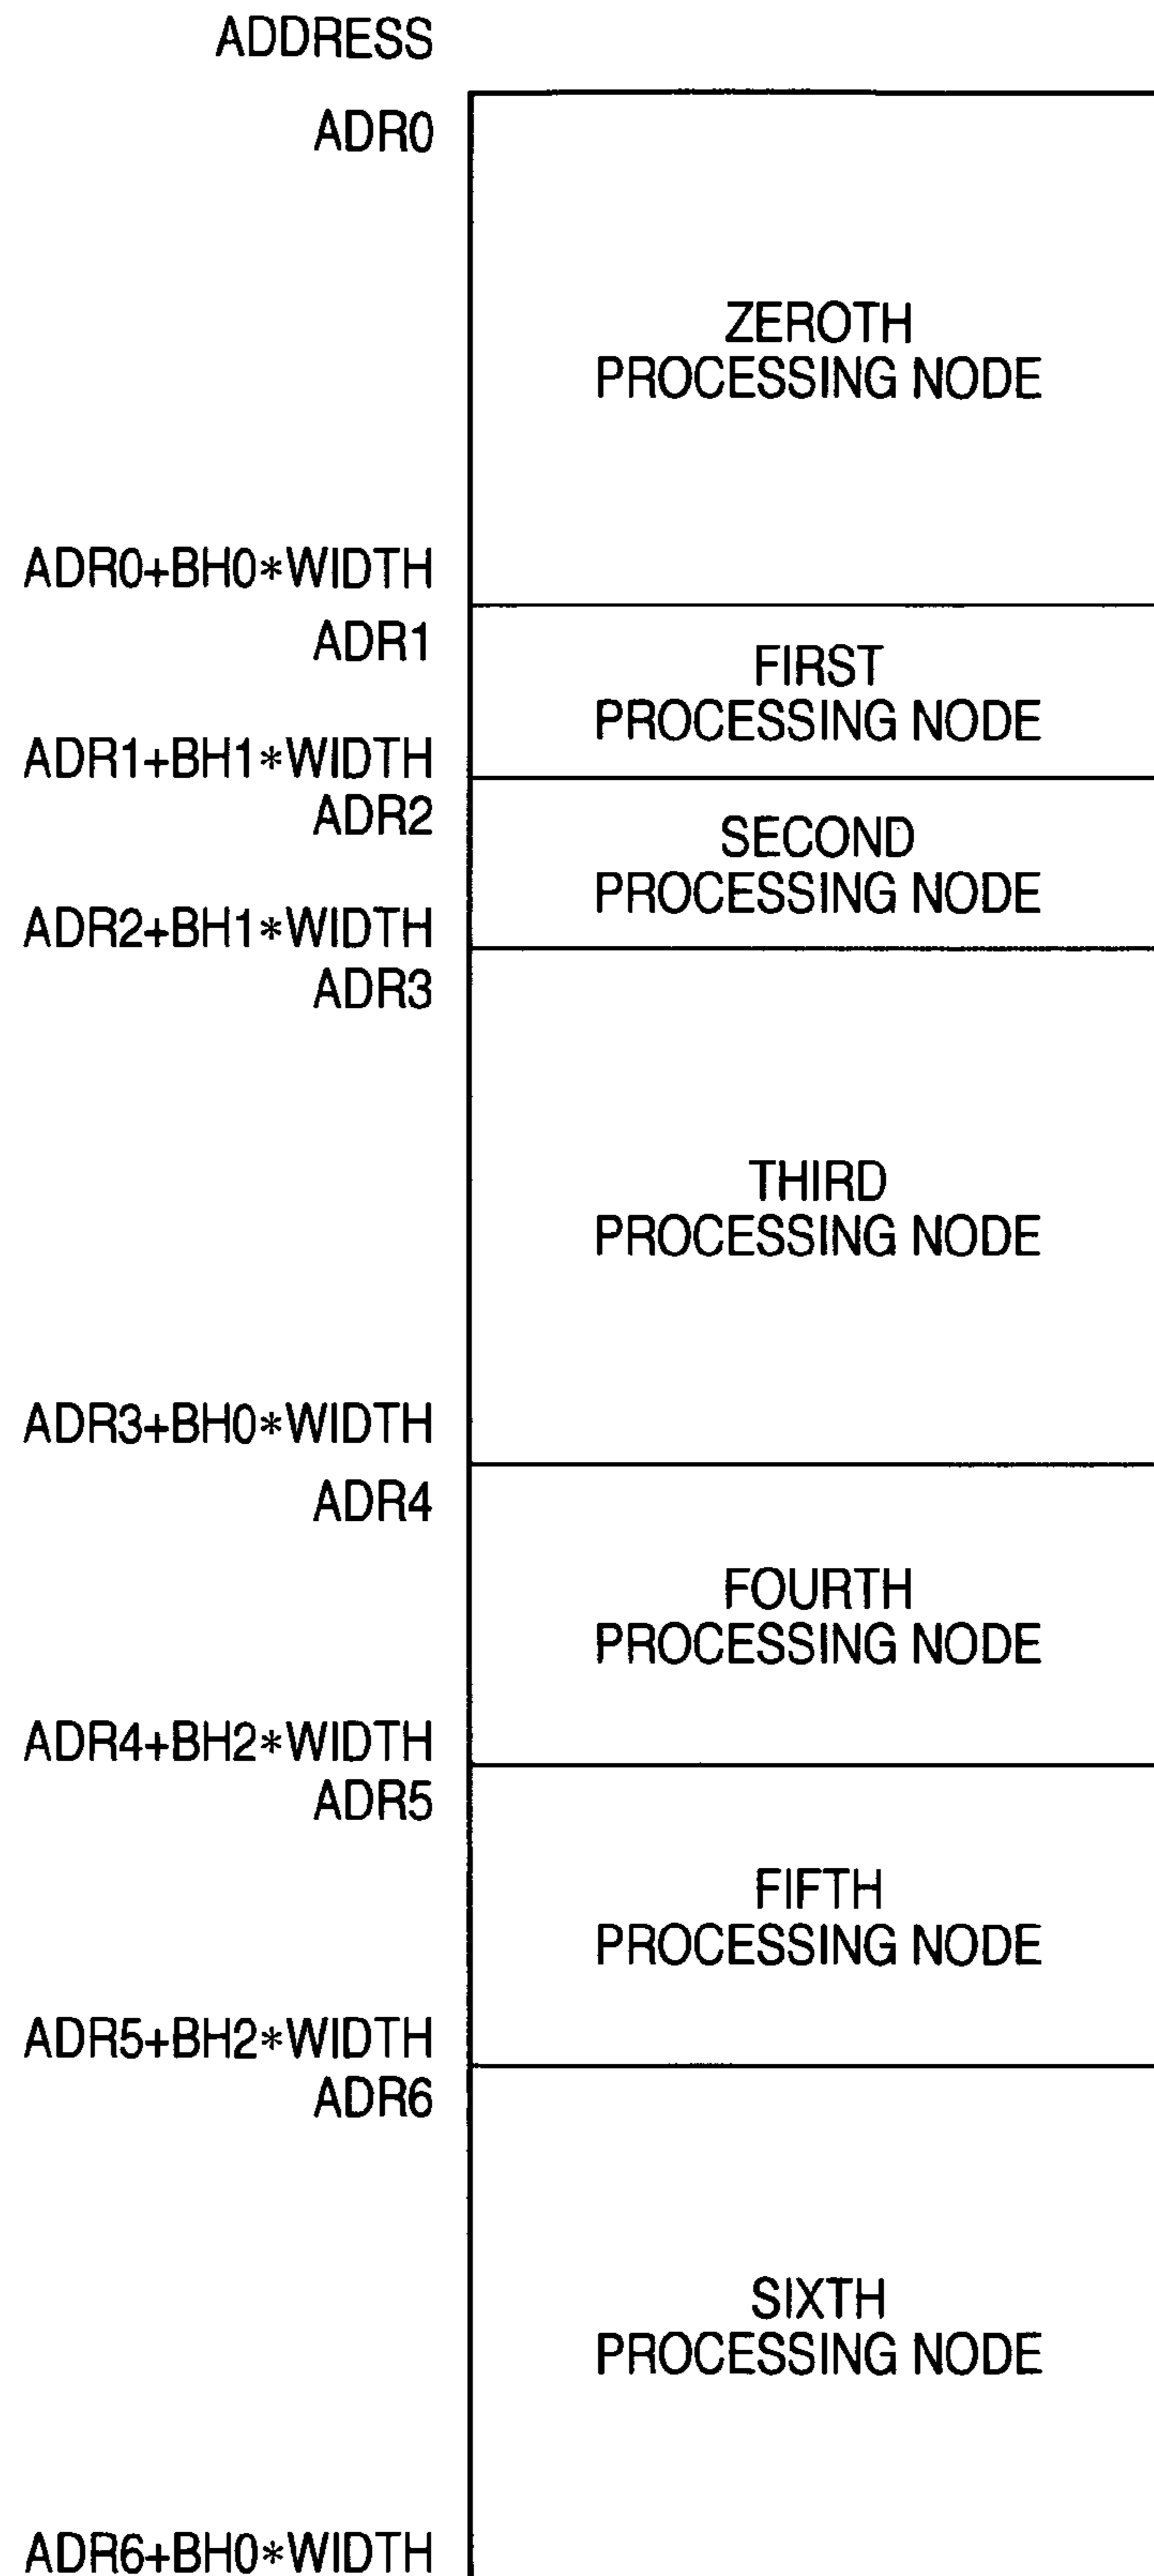 ADDRESS
ADR0
ZEROTH
PROCESSING NODE
ADR0+BH0*WIDTH
ADR1
FIRST
PROCESSING NODE
ADR1+BH1*WIDTH
ADR2
SECOND
PROCESSING NODE
ADR2+BH1*WIDTH
ADR3
THIRD
PROCESSING NODE
ADR3+BH0*WIDTH
ADR4
FOURTH
PROCESSING NODE
ADR4+BH2*WIDTH
ADR5
FIFTH
PROCESSING NODE
ADR5+BH2*WIDTH
ADR6
SIXTH
PROCESSING NODE
ADR6+BH0*WIDTH